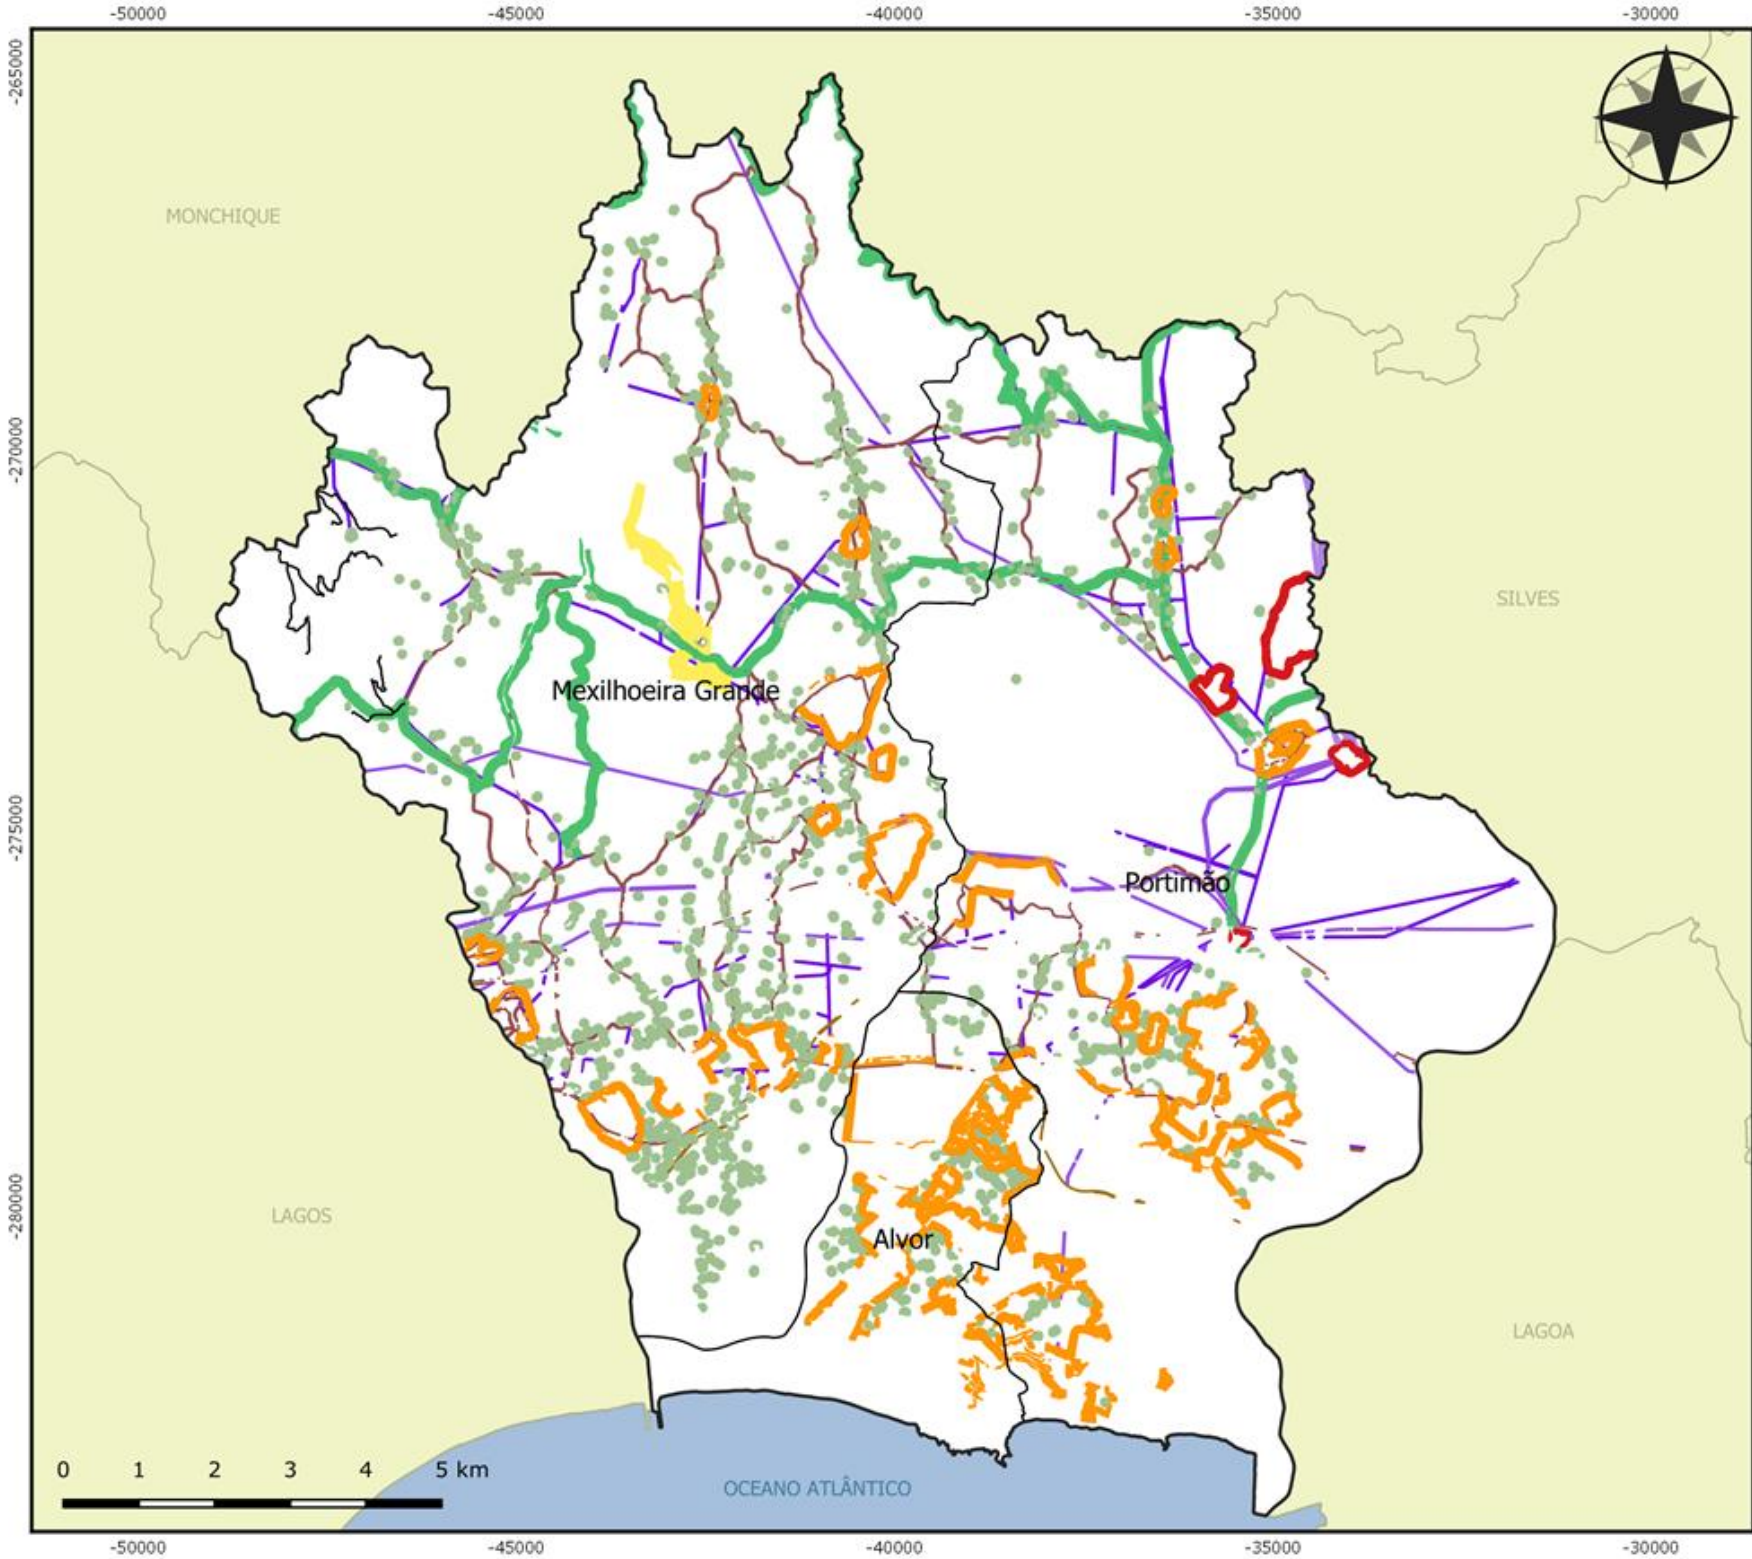 -50000 -45000 -40000 -35000 -30000
-265000
MONCHIQUE
-270000
SILVES
Mexilhoeira Grande
-275000
Portimão
-280000
LAGOS
Alvor
LAGOA
0 1 2 3 4 5 km
OCEANO ATLÂNTICO
-50000 -45000 -40000 -35000 -30000